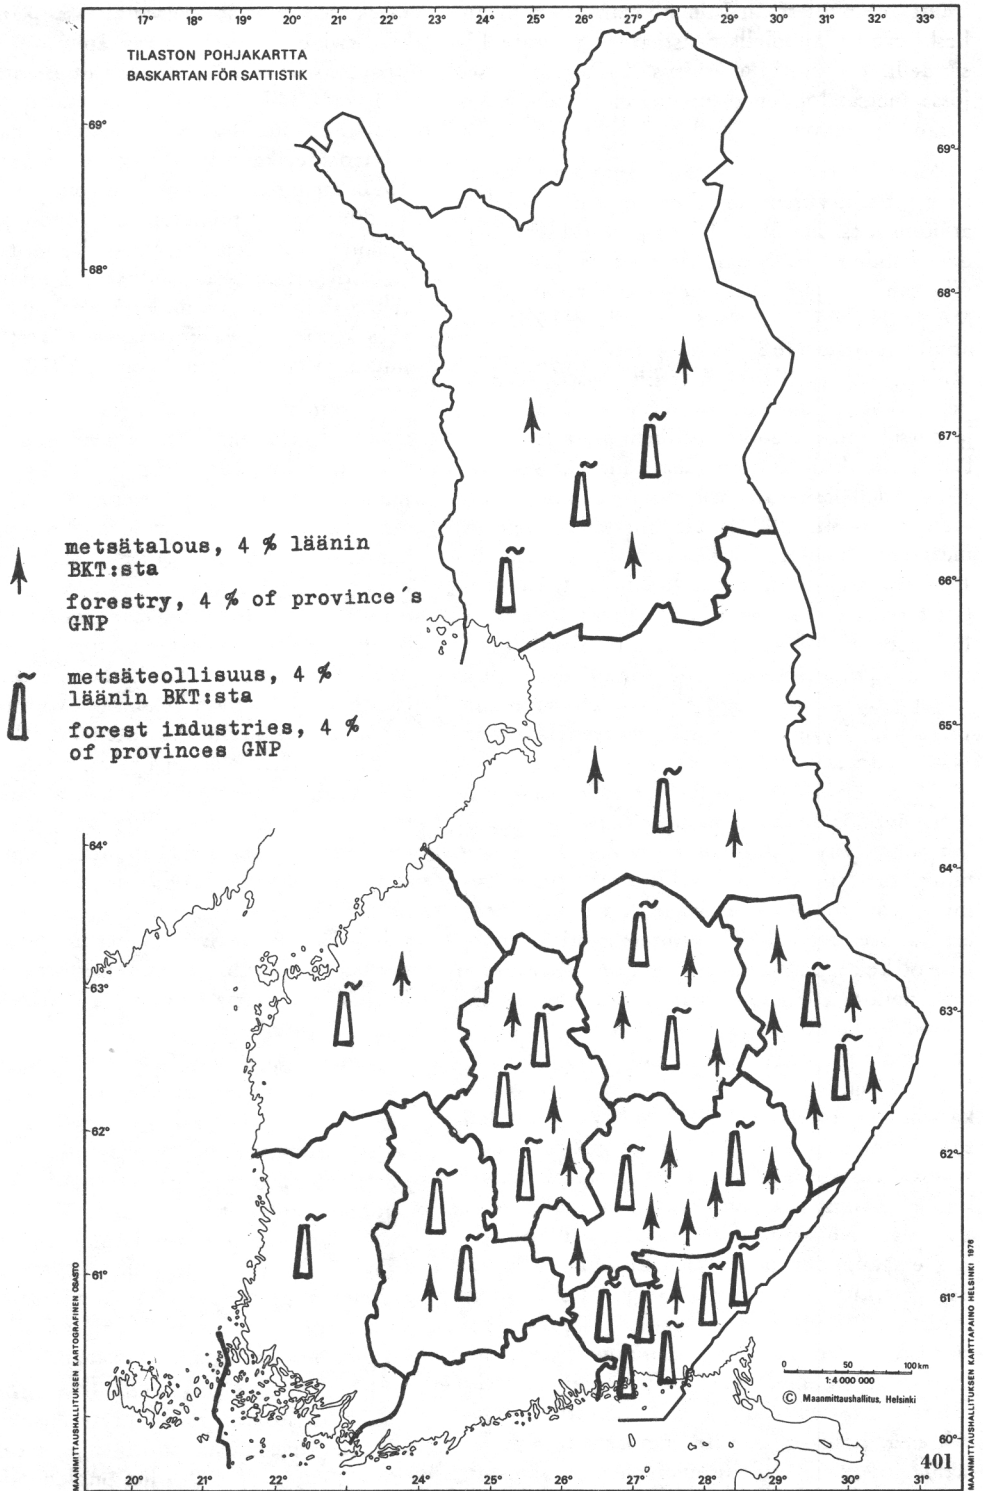 17° 18° 19° 20° 21° 22° 23° 24° 25° 26° 27° 28° 29° 30° 31° 32° 33°
TILASTON POHJAKARTTA
BASKARTAN FÖR SATTISTIK
69°
69°
68°
68°
67°
metsätalous, 4 % läänin
BKT:sta
forestry, 4 % of province´s
GNP
66°
metsäteollisuus, 4 %
läänin BKT:sta
forest industries, 4 %
of provinces GNP
65°
64°
64°
63°
63°
62°
62°
61°
61°
MAANMITTAUSHALLITUKSEN KARTOGRAFINEN OSASTO
MAANMITTAUSHALLITUKSEN KARTTAPAINO HELSINKI 1976
0 50 100 km
1:4 000 000
© Maanmittaushallitus, Helsinki
60°
401
20° 21° 22° 23° 24° 25° 26° 27° 28° 29° 30° 31°